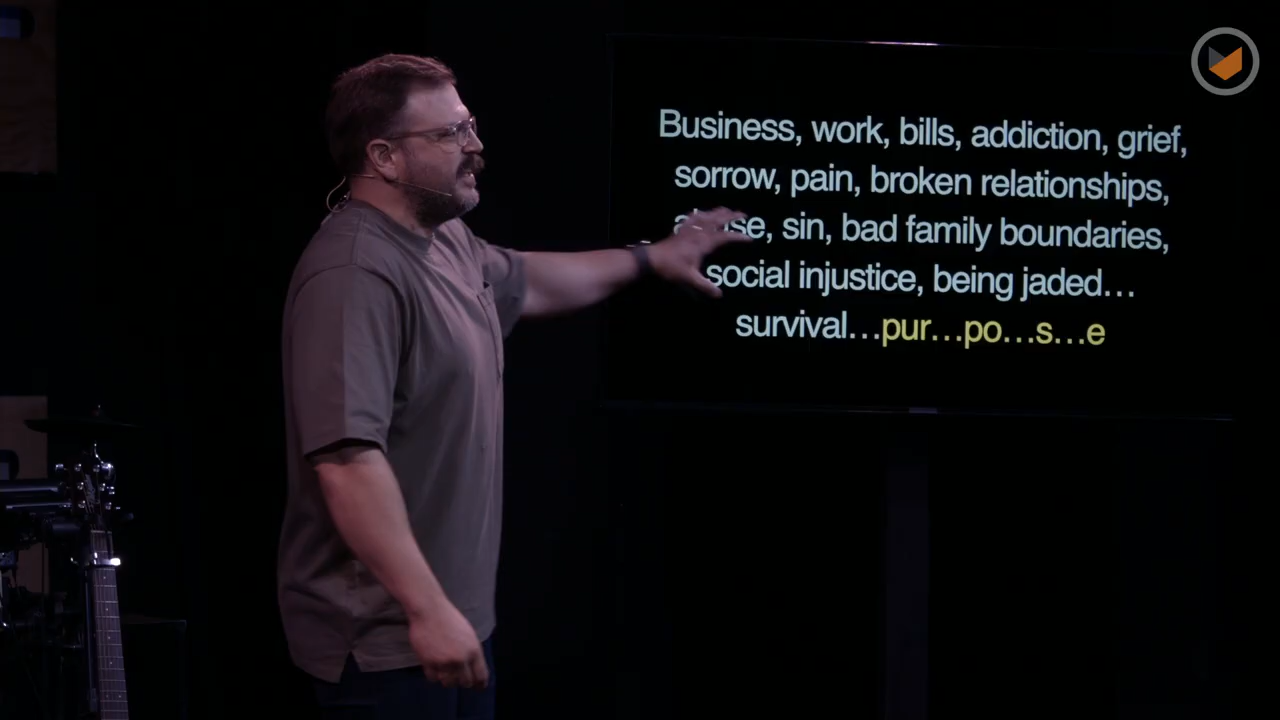 Business, work, bills, addiction, grief,
sorrow, pain, broken relationships,
sin, bad family boundaries,
social injustice, being jaded…
survival…pur…po…s…e